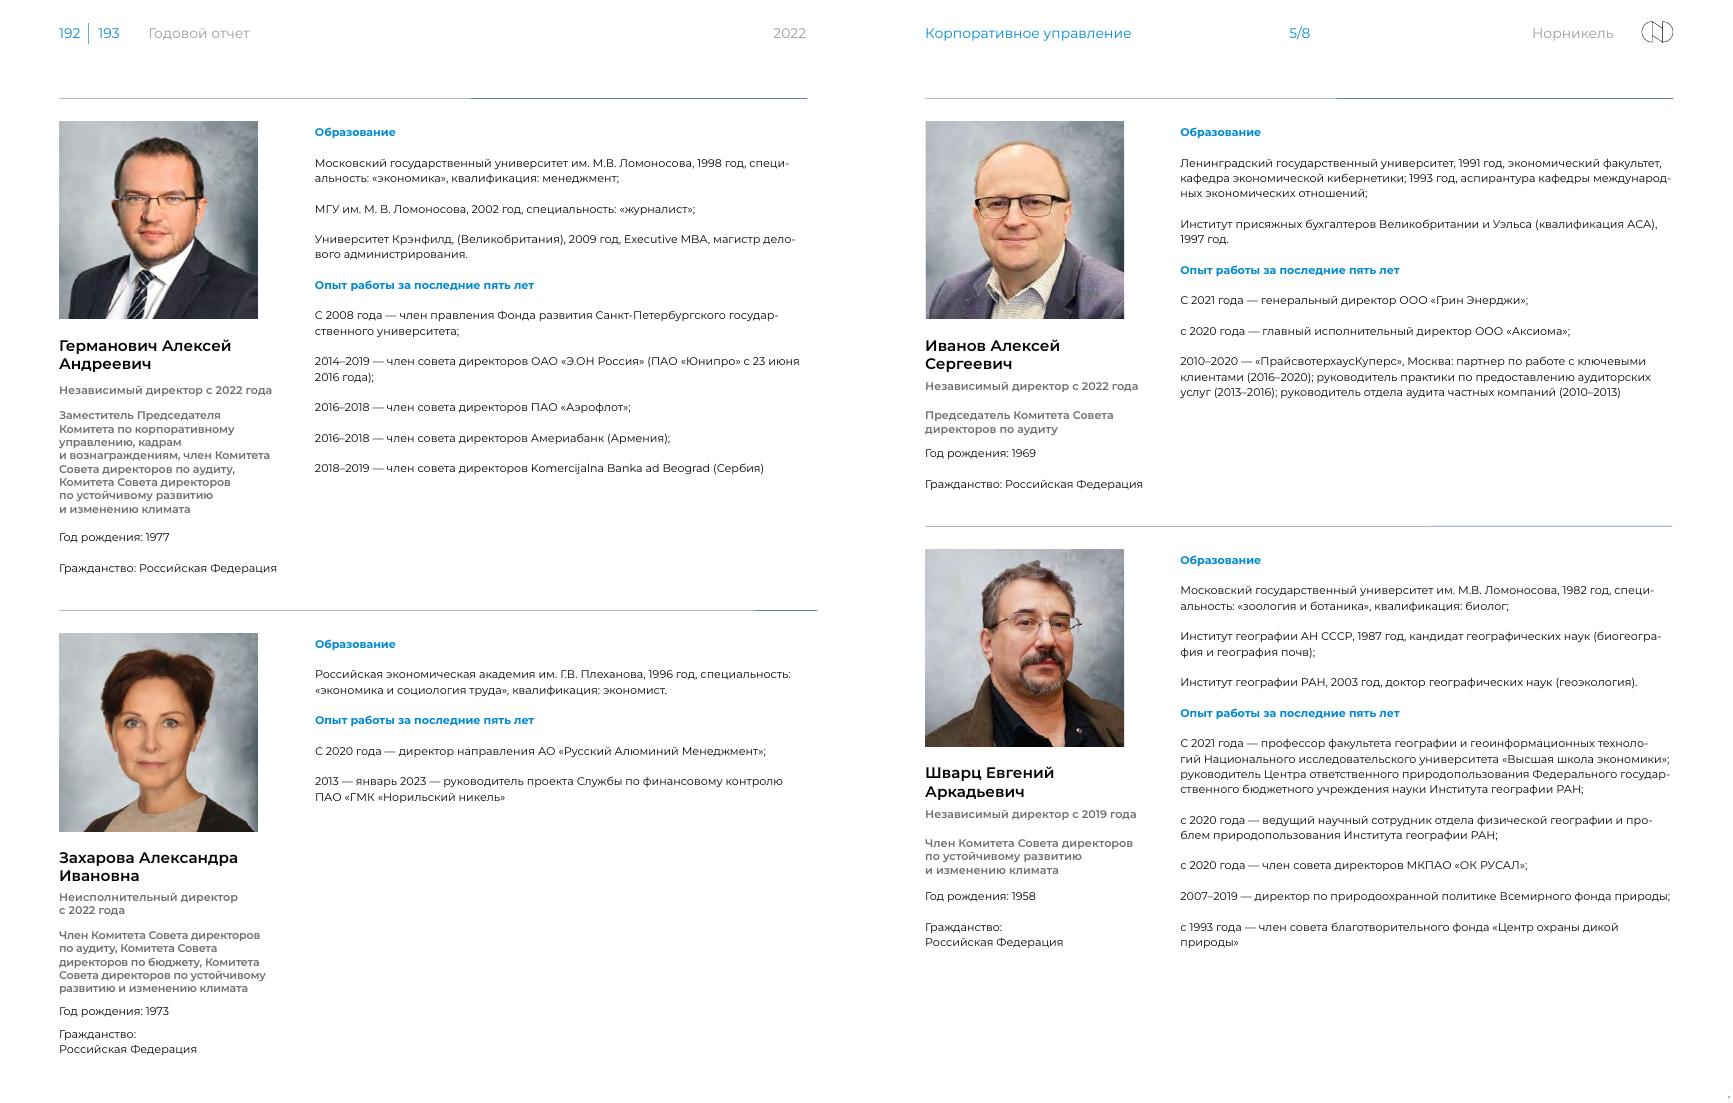 192 193 Годовой отчет 2022
Корпоративное управление 5/8 Норникель
Германович Алексей
Андреевич
Независимый директор с 2022 года
Заместитель Председателя
Комитета по корпоративному
управлению, кадрам
и вознаграждениям, член Комитета
Совета директоров по аудиту,
Комитета Совета директоров
по устойчивому развитию
и изменению климата
Год рождения: 1977
Гражданство: Российская Федерация
Образование
Московский государственный университет им. М.В. Ломоносова, 1998 год, специ-
альность: «экономика», квалификация: менеджмент;
МГУ им. М. В. Ломоносова, 2002 год, специальность: «журналист»;
Университет Крэнфилд, (Великобритания), 2009 год, Executive MBA, магистр дело-
вого администрирования.
Опыт работы за последние пять лет
С 2008 года — член правления Фонда развития Санкт-Петербургского государ-
ственного университета;
2014–2019 — член совета директоров ОАО «Э.ОН Россия» (ПАО «Юнипро» с 23 июня
2016 года);
2016–2018 — член совета директоров ПАО «Аэрофлот»;
2016–2018 — член совета директоров Америабанк (Армения);
2018–2019 — член совета директоров Komercijalna Banka ad Beograd (Сербия)
Захарова Александра
Ивановна
Неисполнительный директор
с 2022 года
Член Комитета Совета директоров
по аудиту, Комитета Совета
директоров по бюджету, Комитета
Совета директоров по устойчивому
развитию и изменению климата
Год рождения: 1973
Гражданство:
Российская Федерация
Образование
Российская экономическая академия им. Г.В. Плеханова, 1996 год, специальность:
«экономика и социология труда», квалификация: экономист.
Опыт работы за последние пять лет
С 2020 года — директор направления АО «Русский Алюминий Менеджмент»;
2013 — январь 2023 — руководитель проекта Службы по финансовому контролю
ПАО «ГМК «Норильский никель»
Иванов Алексей
Сергеевич
Независимый директор с 2022 года
Председатель Комитета Совета
директоров по аудиту
Год рождения: 1969
Гражданство: Российская Федерация
Образование
Ленинградский государственный университет, 1991 год, экономический факультет,
кафедра экономической кибернетики; 1993 год, аспирантура кафедры международ-
ных экономических отношений;
Институт присяжных бухгалтеров Великобритании и Уэльса (квалификация АСА),
1997 год.
Опыт работы за последние пять лет
С 2021 года — генеральный директор ООО «Грин Энерджи»;
с 2020 года — главный исполнительный директор ООО «Аксиома»;
2010–2020 — «ПрайсвотерхаусКуперс», Москва: партнер по работе с ключевыми
клиентами (2016–2020); руководитель практики по предоставлению аудиторских
услуг (2013–2016); руководитель отдела аудита частных компаний (2010–2013)
Шварц Евгений
Аркадьевич
Независимый директор с 2019 года
Член Комитета Совета директоров
по устойчивому развитию
и изменению климата
Год рождения: 1958
Гражданство:
Российская Федерация
Образование
Московский государственный университет им. М.В. Ломоносова, 1982 год, специ-
альность: «зоология и ботаника», квалификация: биолог;
Институт географии АН СССР, 1987 год, кандидат географических наук (биогеогра-
фия и география почв);
Институт географии РАН, 2003 год, доктор географических наук (геоэкология).
Опыт работы за последние пять лет
С 2021 года — профессор факультета географии и геоинформационных техноло-
гий Национального исследовательского университета «Высшая школа экономики»;
руководитель Центра ответственного природопользования Федерального государ-
ственного бюджетного учреждения науки Института географии РАН;
с 2020 года — ведущий научный сотрудник отдела физической географии и про-
блем природопользования Института географии РАН;
с 2020 года — член совета директоров МКПАО «ОК РУСАЛ»;
2007–2019 — директор по природоохранной политике Всемирного фонда природы;
с 1993 года — член совета благотворительного фонда «Центр охраны дикой
природы»